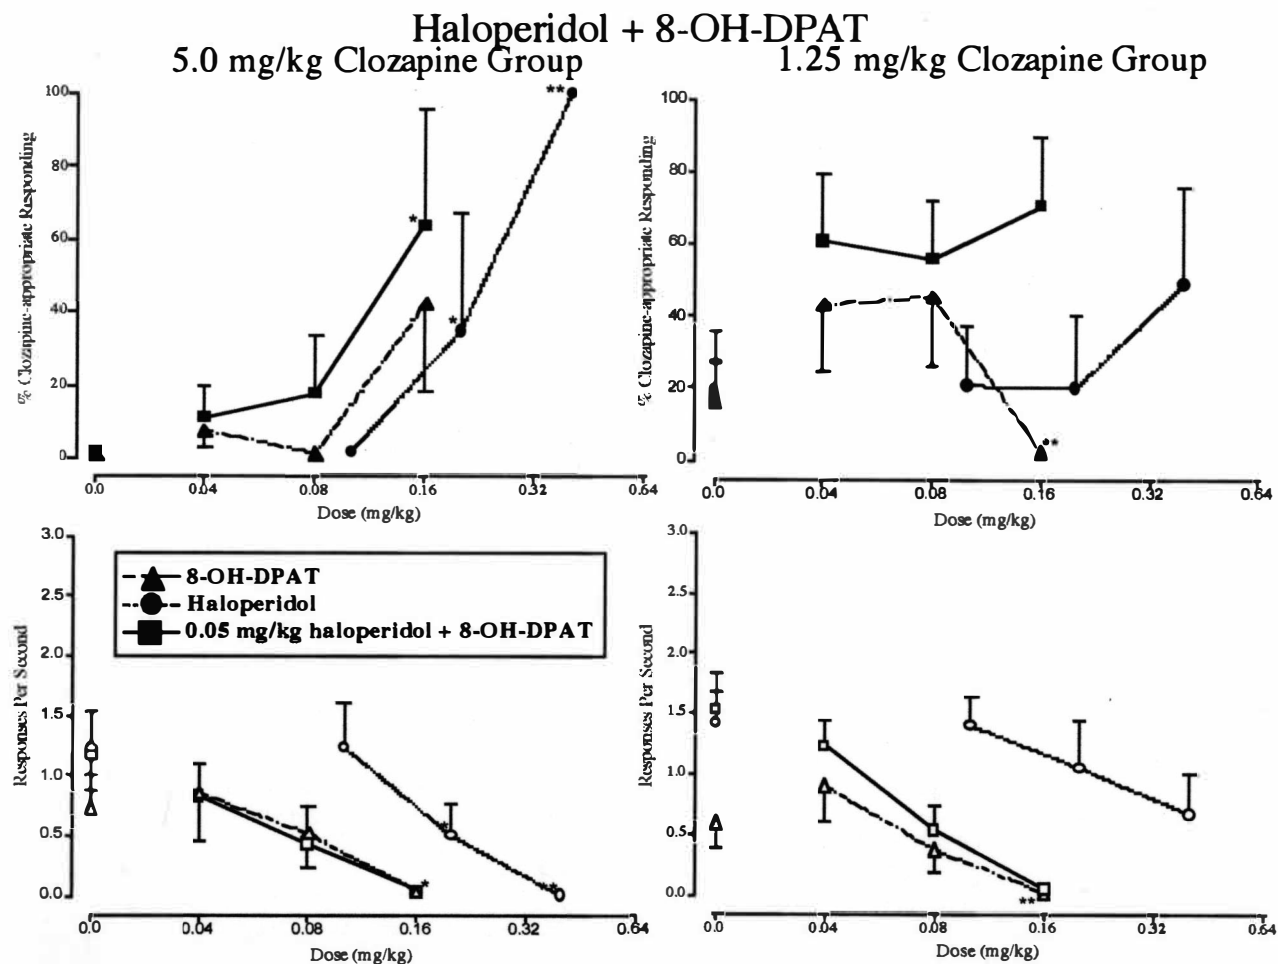 Haloperidol + 8-OH-DPAT
5.0 mg/kg Clozapine Group
1.25 mg/kg Clozapine Group
% Clozapine-appropriate Responding
100
80
60
40
20
0
**
*
*
0.0 0.04 0.08 0.16 0.32 0.64
Dose (mg/kg)
% Clozapine-appropriate Responding
100
80
60
40
20
0
**
0.0 0.04 0.08 0.16 0.32 0.64
Dose (mg/kg)
Responses Per Second
3.0
2.5
2.0
1.5
1.0
0.5
0.0
8-OH-DPAT
Haloperidol
0.05 mg/kg haloperidol + 8-OH-DPAT
*
*
**
0.0 0.04 0.08 0.16 0.32 0.64
Dose (mg/kg)
Responses Per Second
3.0
2.5
2.0
1.5
1.0
0.5
0.0
**
0.0 0.04 0.08 0.16 0.32 0.64
Dose (mg/kg)